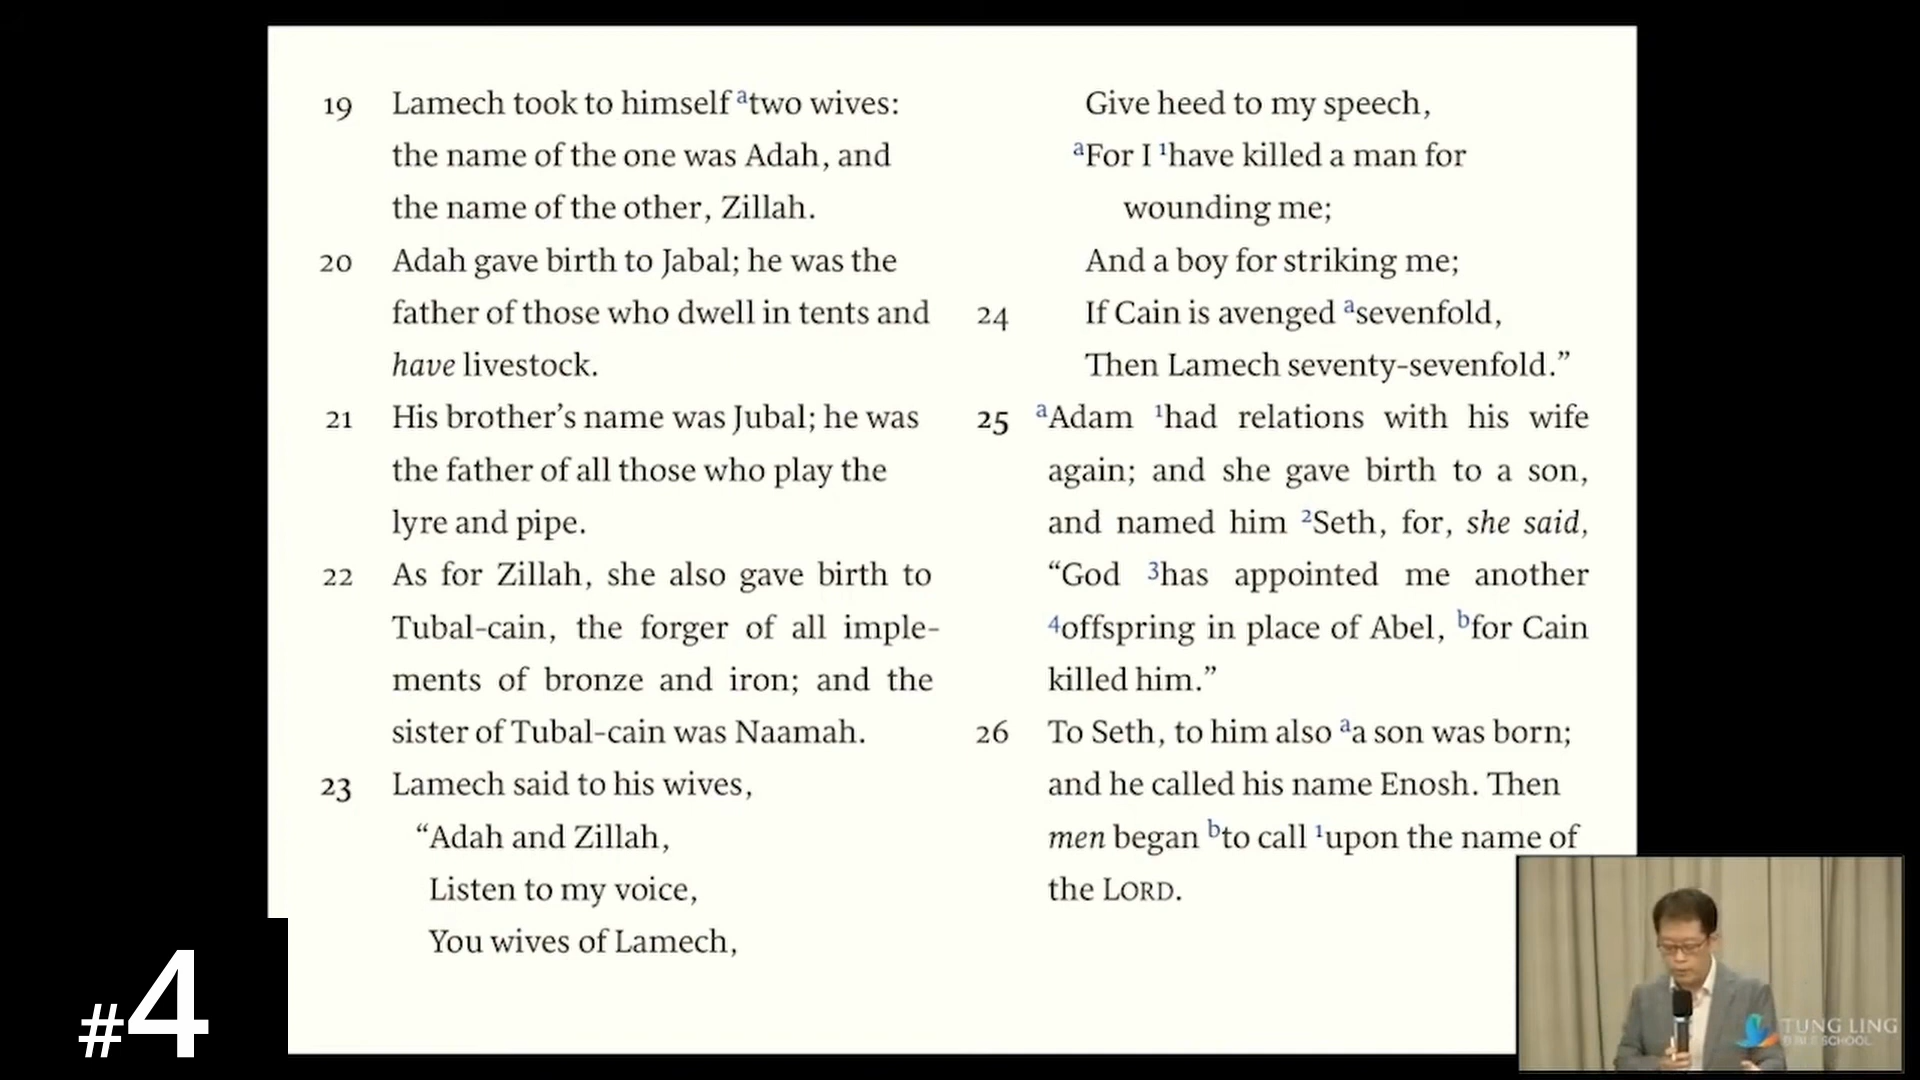 19 Lamech took to himself ᵃtwo wives:
the name of the one was Adah, and
the name of the other, Zillah.
20 Adah gave birth to Jabal; he was the
father of those who dwell in tents and
have livestock.
21 His brother’s name was Jubal; he was
the father of all those who play the
lyre and pipe.
22 As for Zillah, she also gave birth to
Tubal-cain, the forger of all imple-
ments of bronze and iron; and the
sister of Tubal-cain was Naamah.
23 Lamech said to his wives,
“Adah and Zillah,
Listen to my voice,
You wives of Lamech,
Give heed to my speech,
ᵃFor I ¹have killed a man for
wounding me;
And a boy for striking me;
24 If Cain is avenged ᵃsevenfold,
Then Lamech seventy-sevenfold.”
25 ᵃAdam ¹had relations with his wife
again; and she gave birth to a son,
and named him ²Seth, for, she said,
“God ³has appointed me another
⁴offspring in place of Abel, ᵇfor Cain
killed him.”
26 To Seth, to him also ᵃa son was born;
and he called his name Enosh. Then
men began ᵇto call ¹upon the name of
the LORD.
#4
TUNG LING
BIBLE SCHOOL